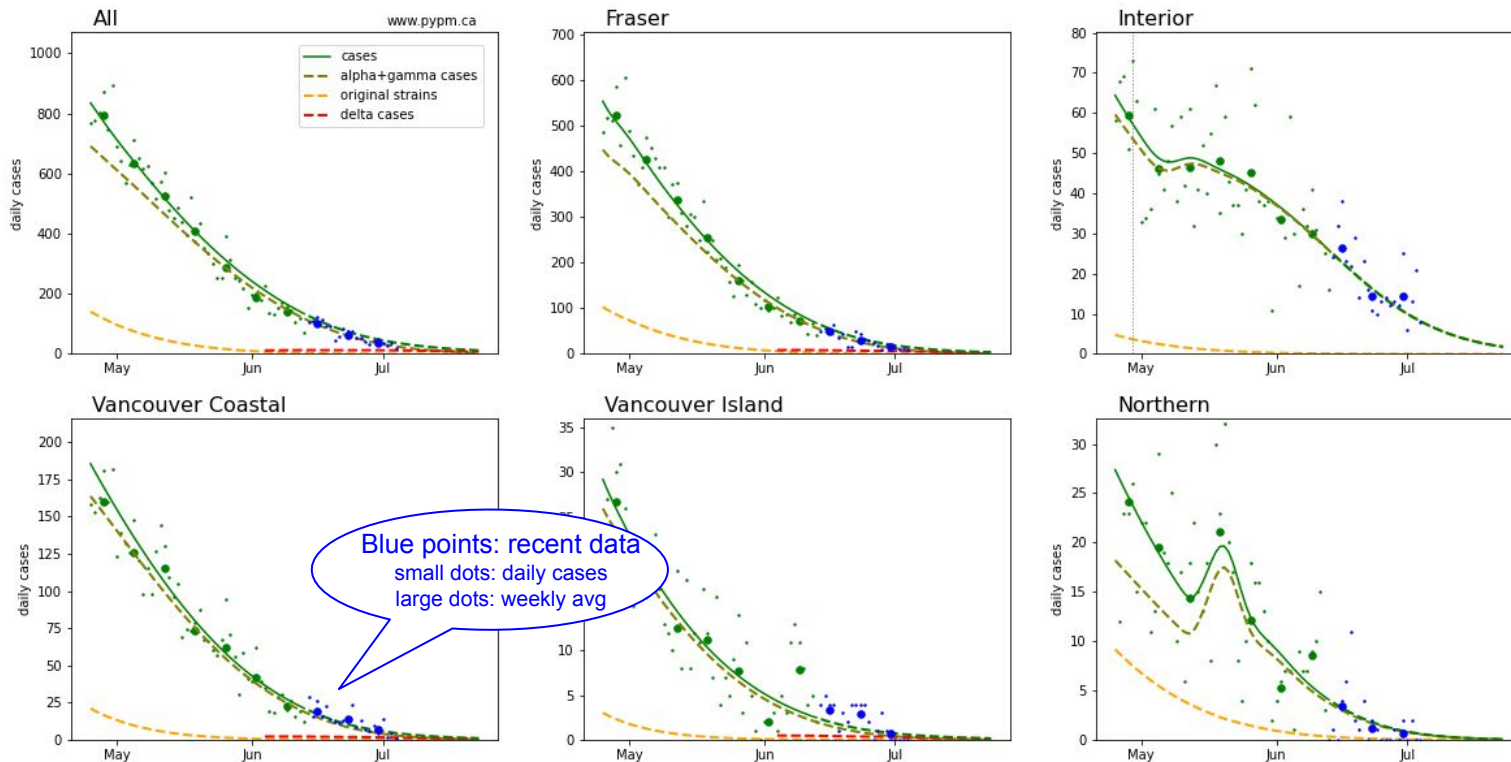 All
www.pypm.ca
cases
alpha+gamma cases
original strains
delta cases
daily cases
1000
800
600
400
200
0
May
Jun
Jul
Fraser
daily cases
700
600
500
400
300
200
100
0
May
Jun
Jul
Interior
daily cases
80
70
60
50
40
30
20
10
0
May
Jun
Jul
Vancouver Coastal
daily cases
200
175
150
125
100
75
50
25
0
May
Jun
Jul
Blue points: recent data
small dots: daily cases
large dots: weekly avg
Vancouver Island
35
30
5
0
May
Jun
Jul
Northern
daily cases
30
25
20
15
10
5
0
May
Jun
Jul